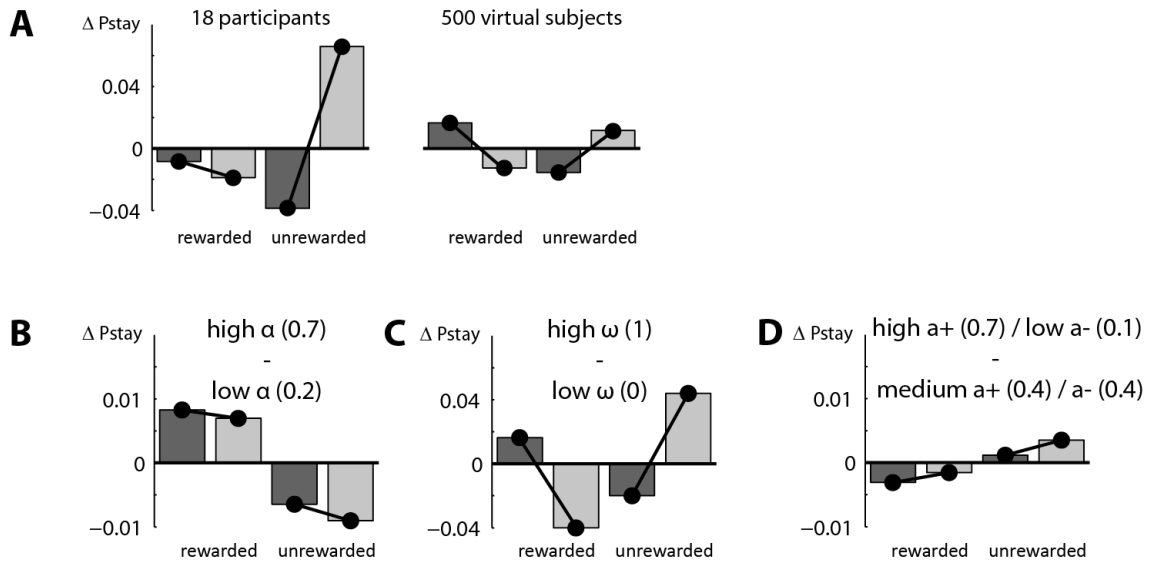 A
Δ Pstay
18 participants
500 virtual subjects
0.04
0
−0.04
rewarded
unrewarded
rewarded
unrewarded
B
Δ Pstay
high α (0.7)
-
low α (0.2)
0.01
0
−0.01
rewarded
unrewarded
C
Δ Pstay
high ω (1)
-
low ω (0)
0.04
0
−0.04
rewarded
unrewarded
D
Δ Pstay
high a+ (0.7) / low a- (0.1)
-
medium a+ (0.4) / a- (0.4)
0.01
0
−0.01
rewarded
unrewarded